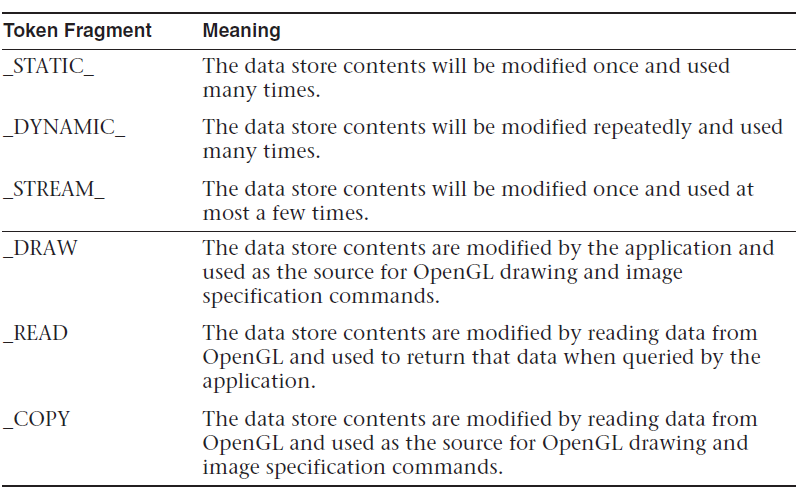 Token Fragment Meaning
_STATIC_ The data store contents will be modified once and used
many times.
_DYNAMIC_ The data store contents will be modified repeatedly and used
many times.
_STREAM_ The data store contents will be modified once and used at
most a few times.
_DRAW The data store contents are modified by the application and
used as the source for OpenGL drawing and image
specification commands.
_READ The data store contents are modified by reading data from
OpenGL and used to return that data when queried by the
application.
_COPY The data store contents are modified by reading data from
OpenGL and used as the source for OpenGL drawing and
image specification commands.